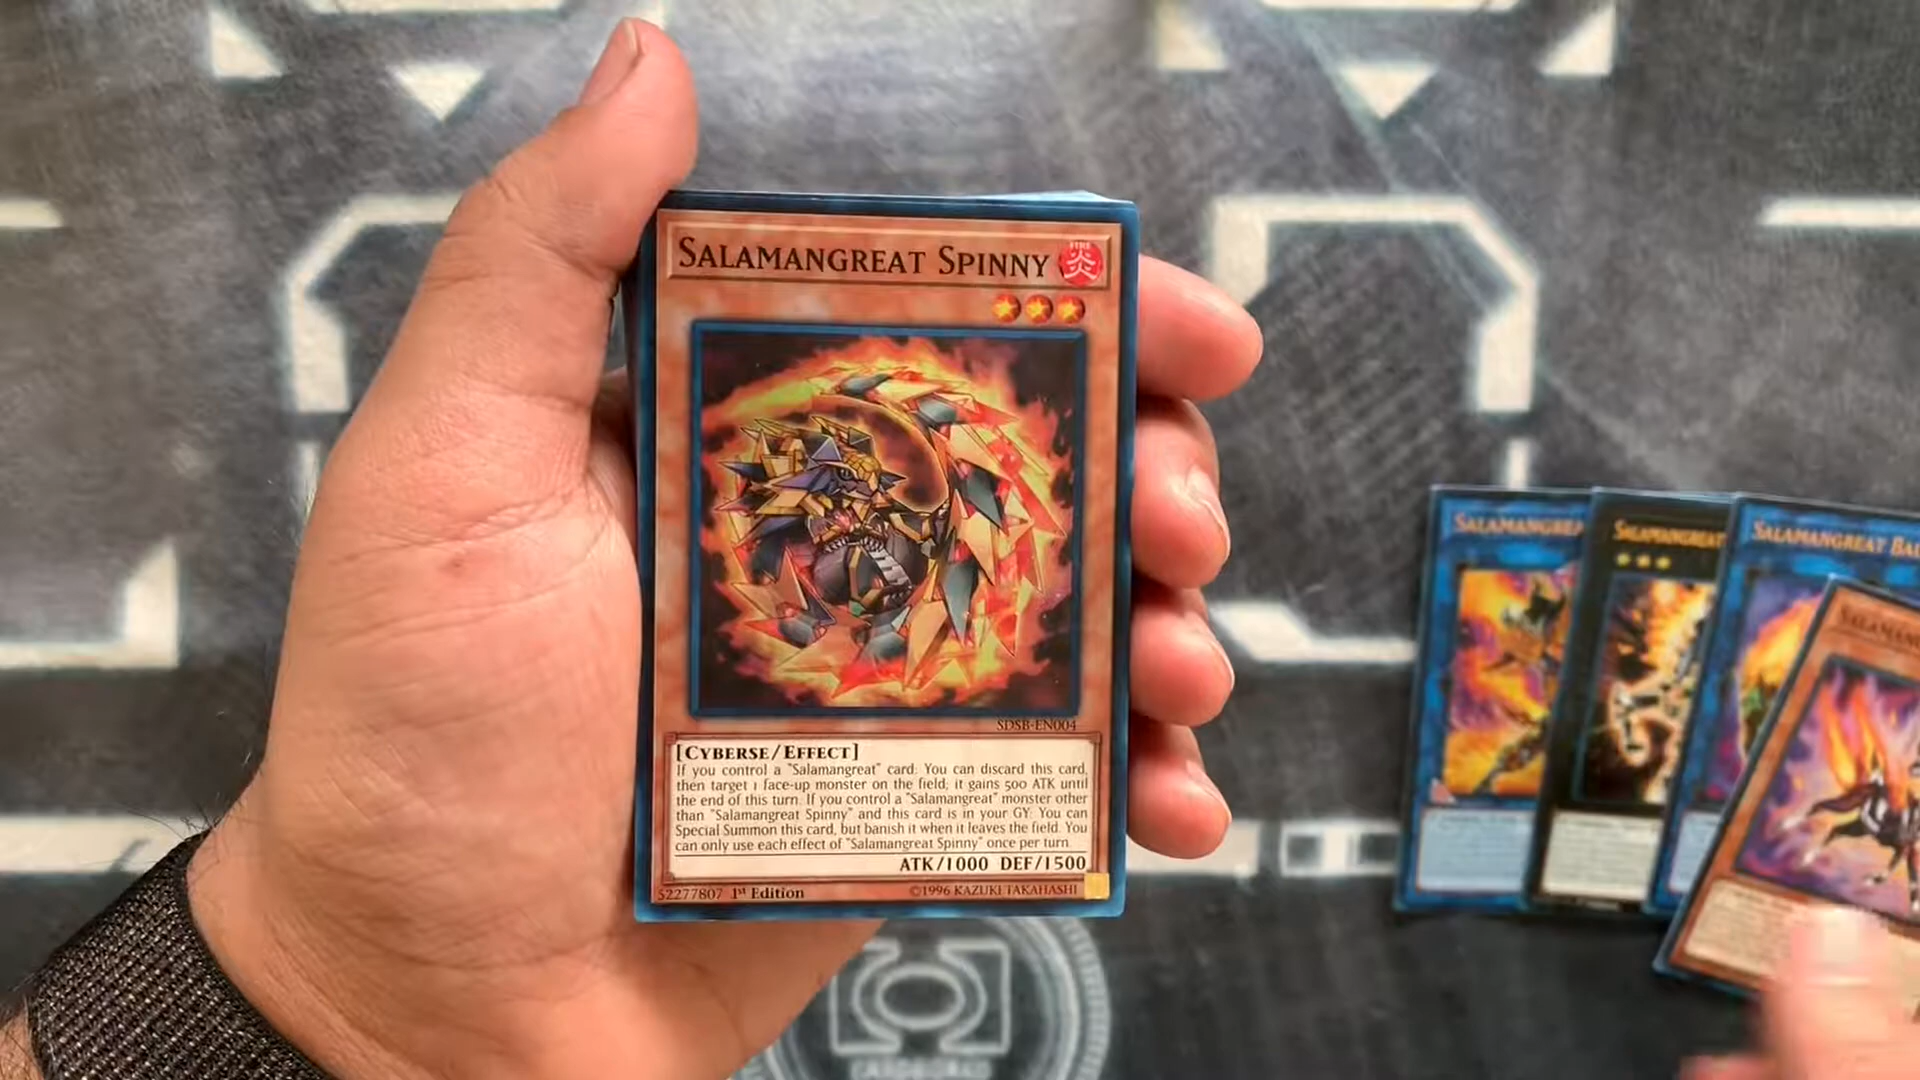 SALAMANGREAT SPINNY
FIRE
炎
SDSB-EN004
[CYBERSE/EFFECT]
If you control a "Salamangreat" card: You can discard this card,
then target 1 face-up monster on the field; it gains 500 ATK until
the end of this turn. If you control a "Salamangreat" monster other
than "Salamangreat Spinny" and this card is in your GY: You can
Special Summon this card, but banish it when it leaves the field. You
can only use each effect of "Salamangreat Spinny" once per turn.
ATK/1000 DEF/1500
52277807 1st Edition
©1996 KAZUKI TAKAHASHI
SALAMANGREA
SALAMANGREAT
SALAMANGREAT BA
SALAMAN